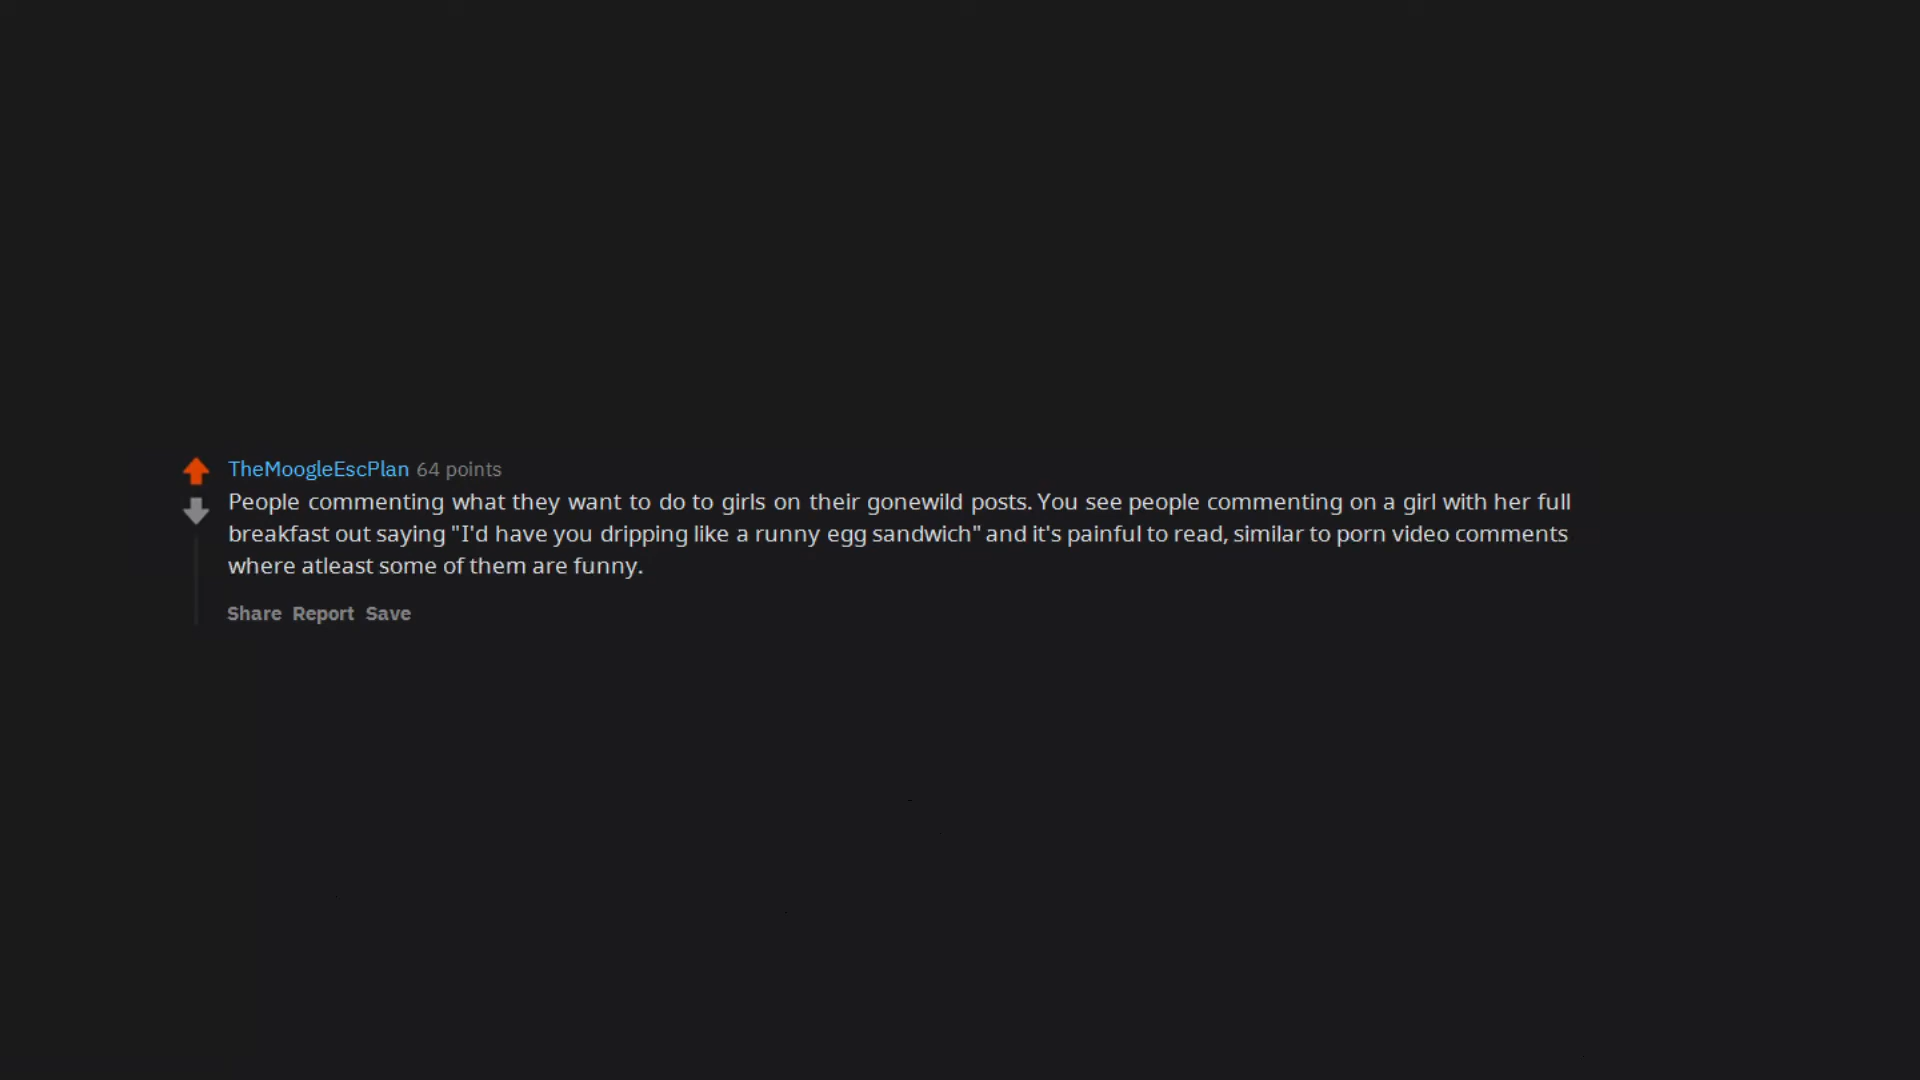 TheMoogleEscPlan 64 points
People commenting what they want to do to girls on their gonewild posts. You see people commenting on a girl with her full
breakfast out saying "I'd have you dripping like a runny egg sandwich" and it's painful to read, similar to porn video comments
where atleast some of them are funny.
Share Report Save